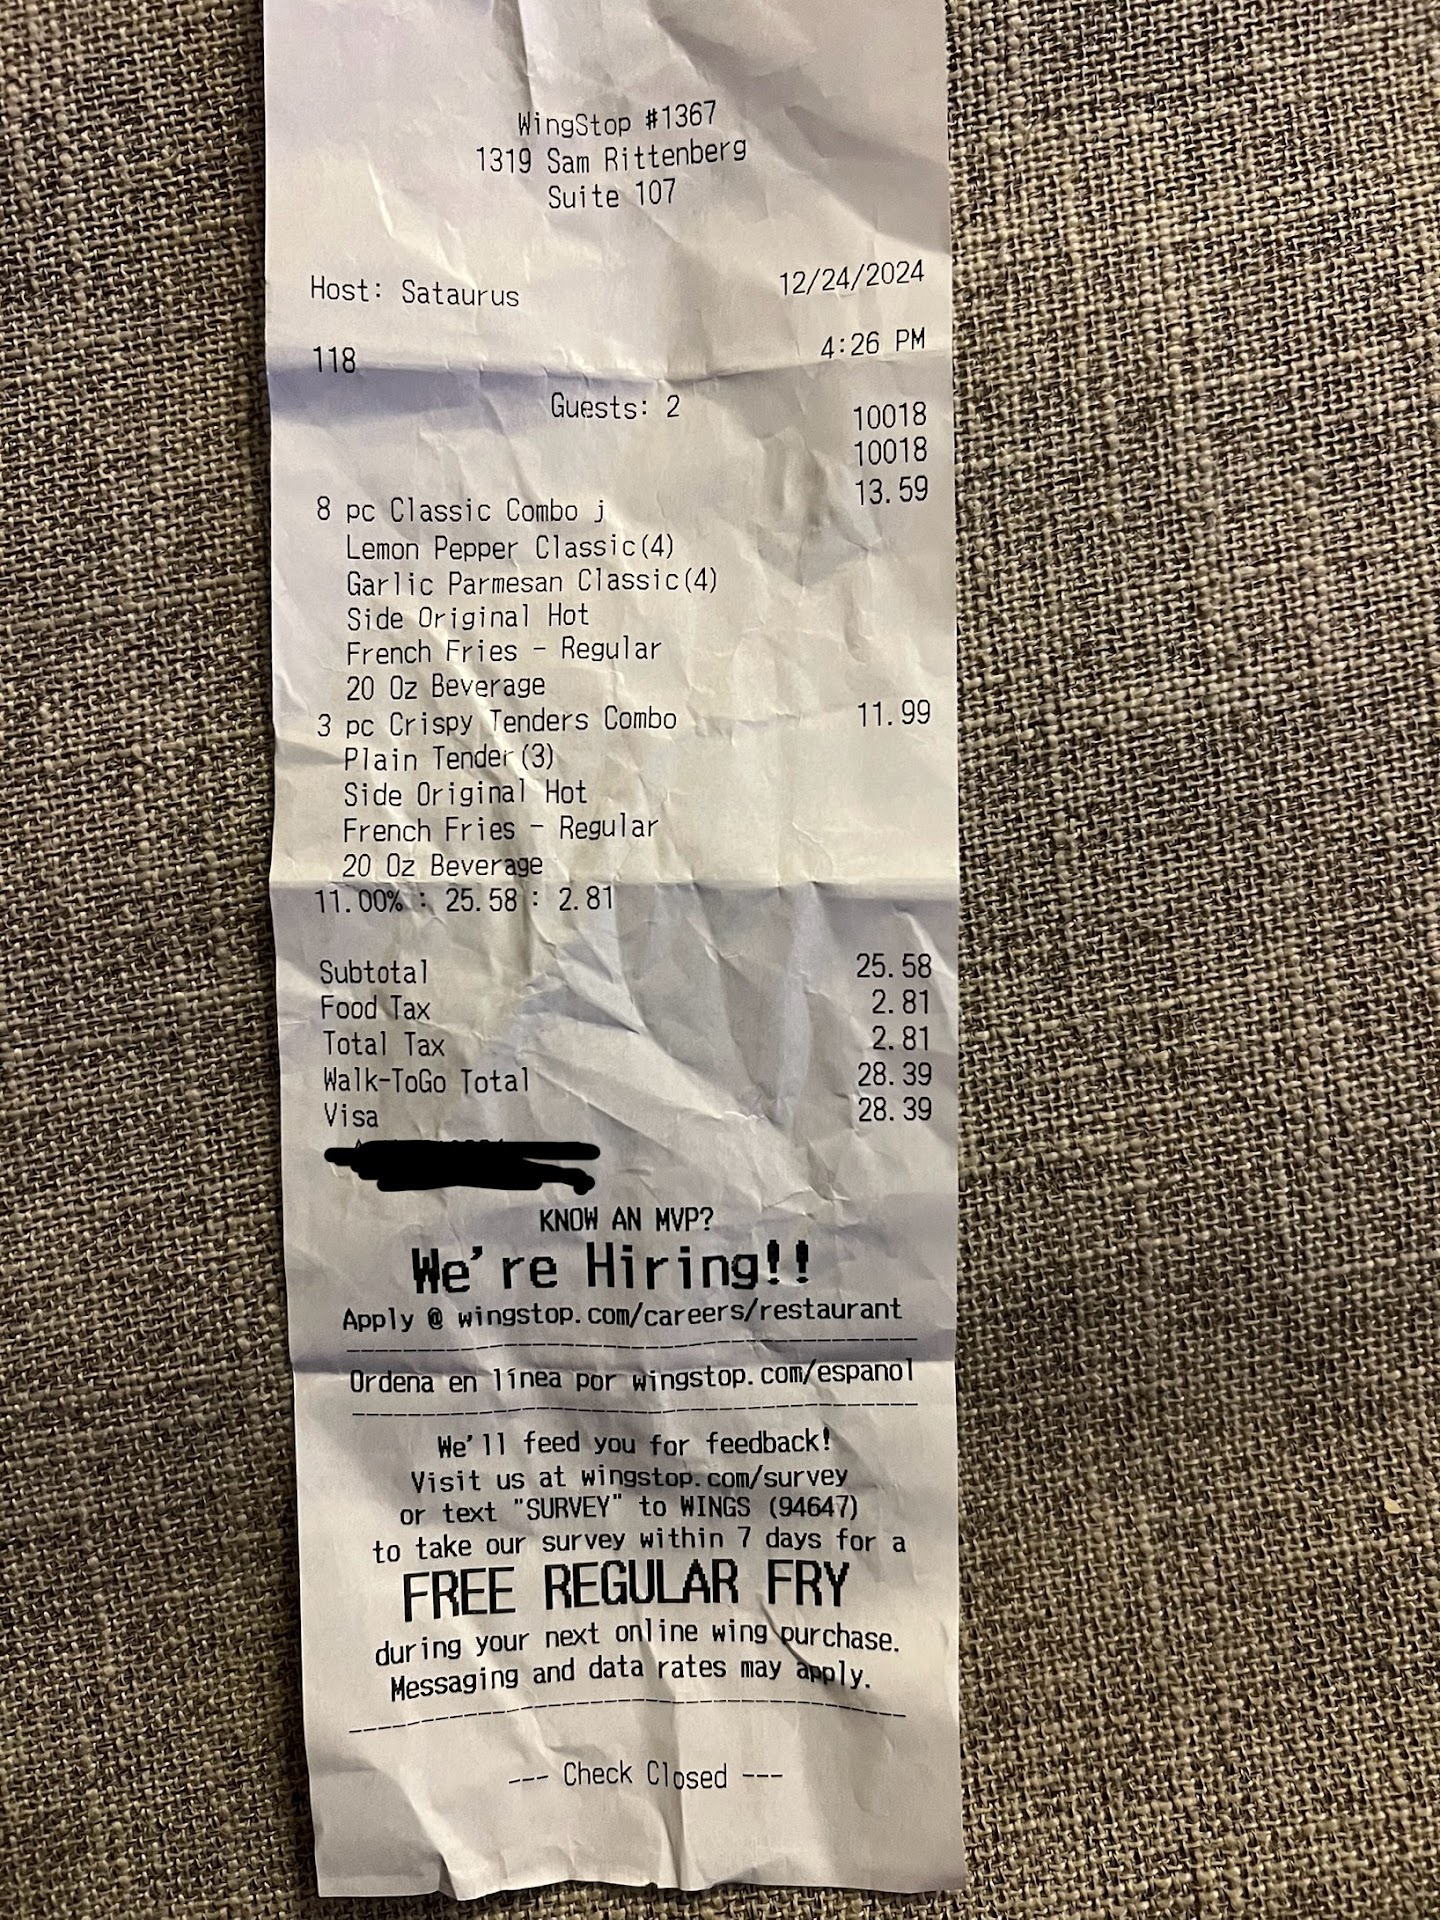 WingStop #1367
1319 Sam Rittenberg
Suite 107
Host: Sataurus 12/24/2024
118 4:26 PM
Guests: 2 10018
10018
8 pc Classic Combo j 13.59
Lemon Pepper Classic(4)
Garlic Parmesan Classic(4)
Side Original Hot
French Fries - Regular
20 Oz Beverage
3 pc Crispy Tenders Combo 11.99
Plain Tender(3)
Side Original Hot
French Fries - Regular
20 Oz Beverage
11.00% : 25.58 : 2.81
Subtotal 25.58
Food Tax 2.81
Total Tax 2.81
Walk-ToGo Total 28.39
Visa 28.39
KNOW AN MVP?
We're Hiring!!
Apply @ wingstop.com/careers/restaurant
Ordena en línea por wingstop.com/espanol
We'll feed you for feedback!
Visit us at wingstop.com/survey
or text "SURVEY" to WINGS (94647)
to take our survey within 7 days for a
FREE REGULAR FRY
during your next online wing purchase.
Messaging and data rates may apply.
--- Check Closed ---